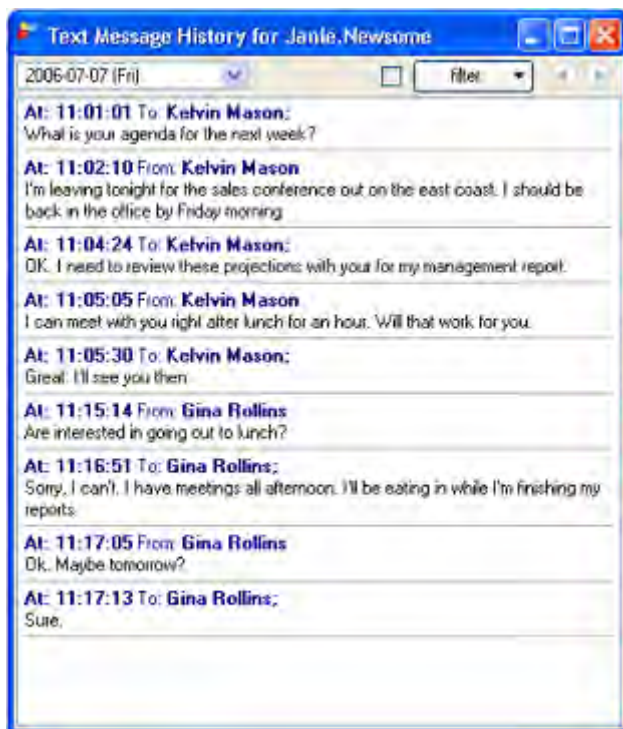 Text Message History for Janie.Newsome
2006-07-07 (Fri)
filter
At: 11:01:01 To: Kelvin Mason;
What is your agenda for the next week?
At: 11:02:10 From: Kelvin Mason
I'm leaving tonight for the sales conference out on the east coast. I should be
back in the office by Friday morning
At: 11:04:24 To: Kelvin Mason;
OK. I need to review these projections with your for my management report.
At: 11:05:05 From: Kelvin Mason
I can meet with you right after lunch for an hour. Will that work for you.
At: 11:05:30 To: Kelvin Mason;
Great. I'll see you then
At: 11:15:14 From: Gina Rollins
Are interested in going out to lunch?
At: 11:16:51 To: Gina Rollins;
Sorry, I can't. I have meetings all afternoon. I'll be eating in while I'm finishing my
reports
At: 11:17:05 From: Gina Rollins
Ok. Maybe tomorrow?
At: 11:17:13 To: Gina Rollins;
Sure.